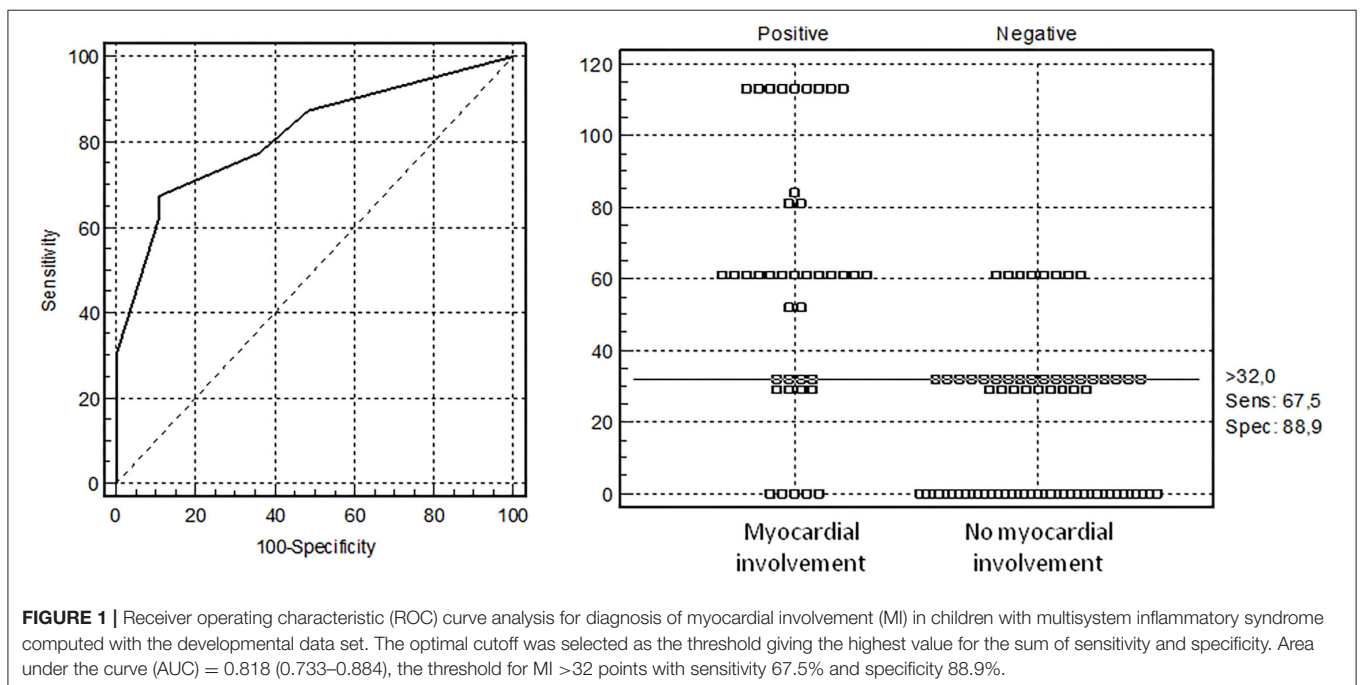 Sensitivity
100
80
60
40
20
0
0 20 40 60 80 100
100-Specificity
Positive Negative
120
100
80
60
40
20
0
>32,0
Sens: 67,5
Spec: 88,9
Myocardial involvement
No myocardial involvement
FIGURE 1 | Receiver operating characteristic (ROC) curve analysis for diagnosis of myocardial involvement (MI) in children with multisystem inflammatory syndrome
computed with the developmental data set. The optimal cutoff was selected as the threshold giving the highest value for the sum of sensitivity and specificity. Area
under the curve (AUC) = 0.818 (0.733–0.884), the threshold for MI >32 points with sensitivity 67.5% and specificity 88.9%.